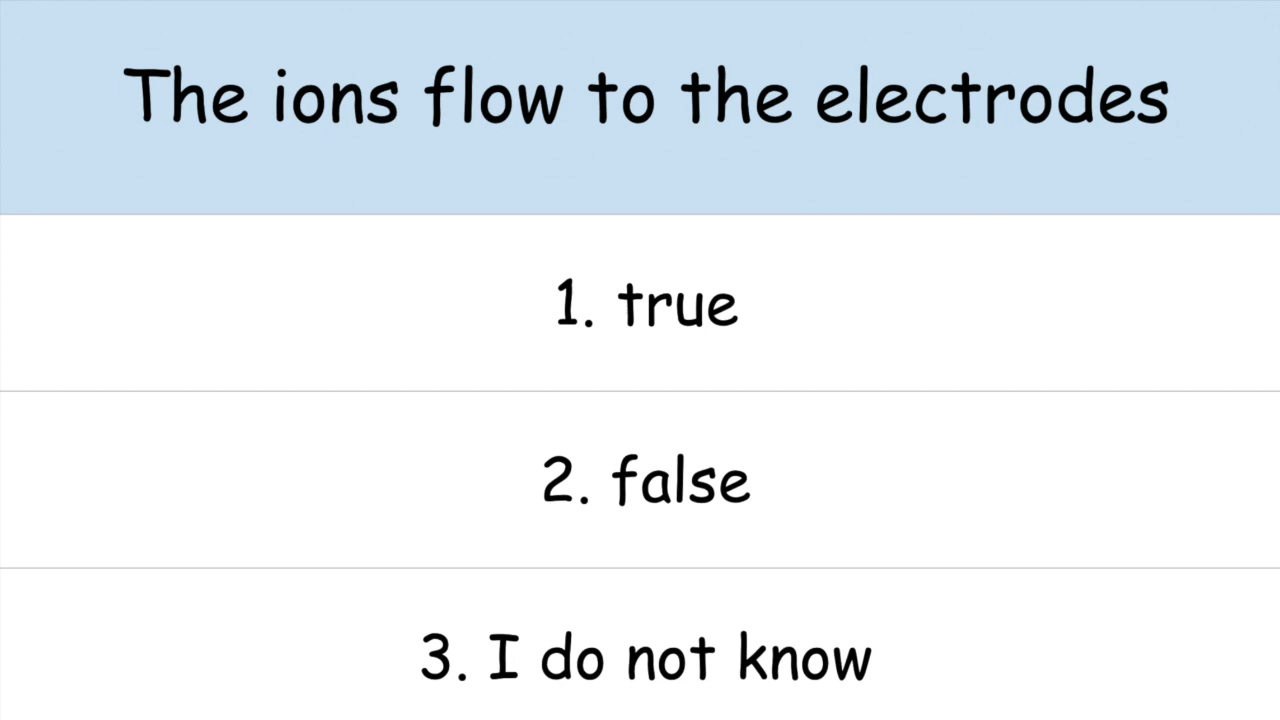 The ions flow to the electrodes
1. true
2. false
3. I do not know